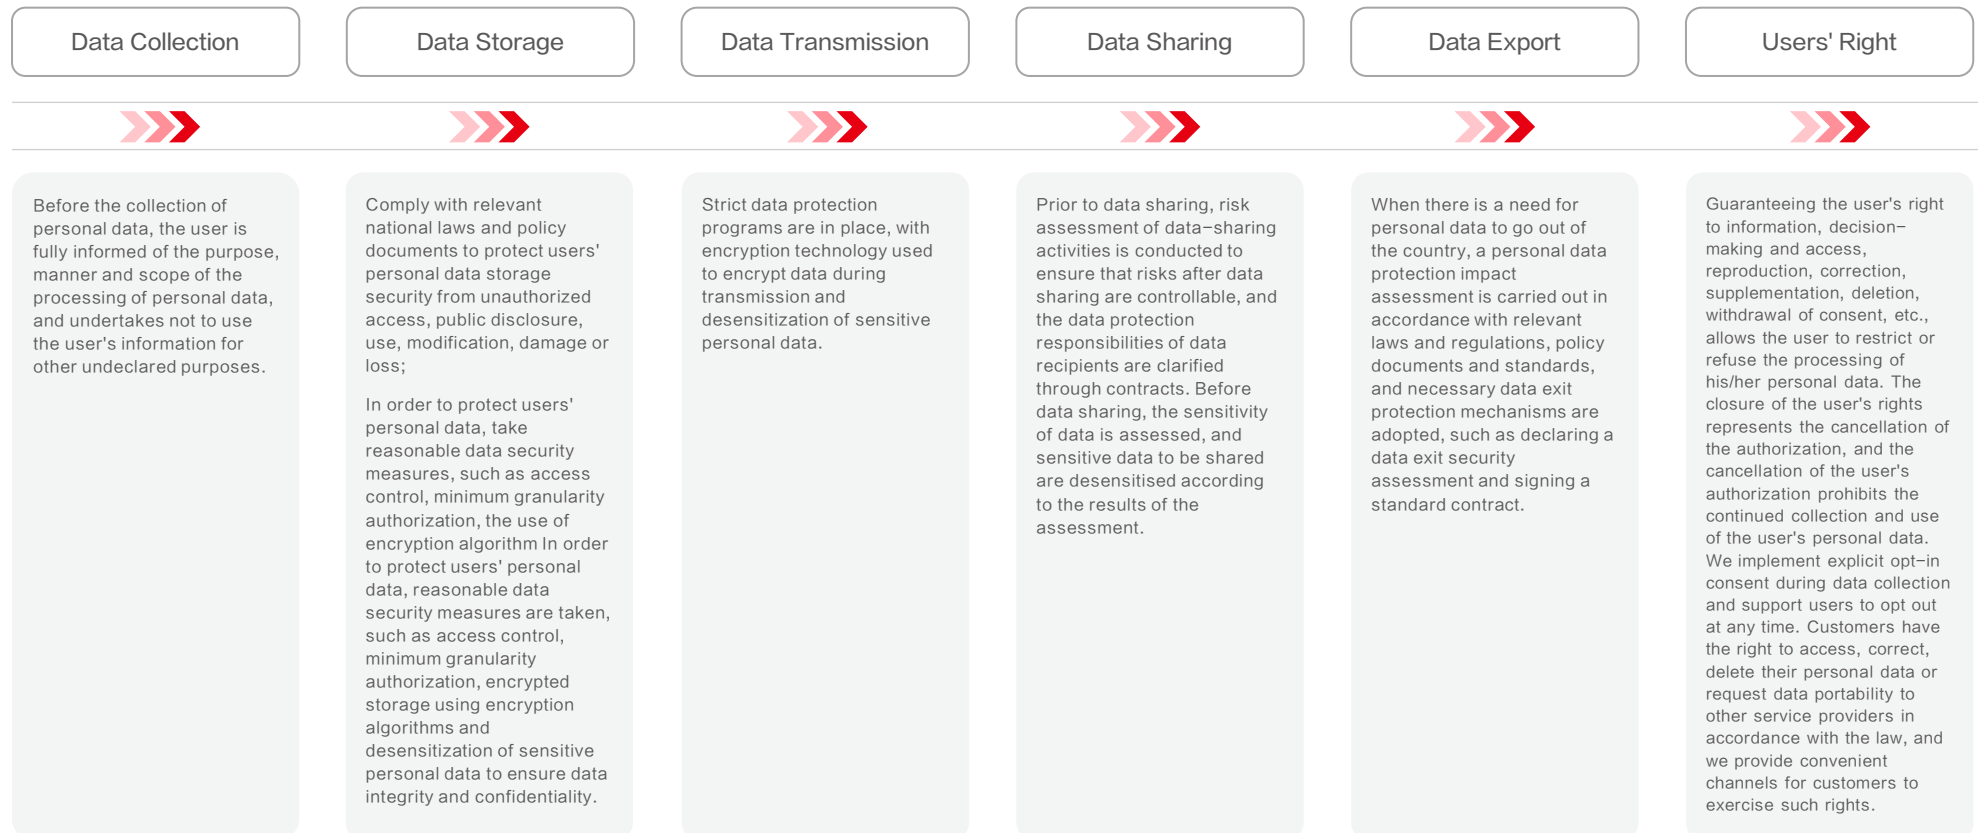 Data Collection
Data Storage
Data Transmission
Data Sharing
Data Export
Users' Right
Before the collection of
personal data, the user is
fully informed of the purpose,
manner and scope of the
processing of personal data,
and undertakes not to use
the user's information for
other undeclared purposes.
Comply with relevant
national laws and policy
documents to protect users'
personal data storage
security from unauthorized
access, public disclosure,
use, modification, damage or
loss;
In order to protect users'
personal data, take
reasonable data security
measures, such as access
control, minimum granularity
authorization, the use of
encryption algorithm In order
to protect users' personal
data, reasonable data
security measures are taken,
such as access control,
minimum granularity
authorization, encrypted
storage using encryption
algorithms and
desensitization of sensitive
personal data to ensure data
integrity and confidentiality.
Strict data protection
programs are in place, with
encryption technology used
to encrypt data during
transmission and
desensitization of sensitive
personal data.
Prior to data sharing, risk
assessment of data-sharing
activities is conducted to
ensure that risks after data
sharing are controllable, and
the data protection
responsibilities of data
recipients are clarified
through contracts. Before
data sharing, the sensitivity
of data is assessed, and
sensitive data to be shared
are desensitised according
to the results of the
assessment.
When there is a need for
personal data to go out of
the country, a personal data
protection impact
assessment is carried out in
accordance with relevant
laws and regulations, policy
documents and standards,
and necessary data exit
protection mechanisms are
adopted, such as declaring a
data exit security
assessment and signing a
standard contract.
Guaranteeing the user's right
to information, decision-
making and access,
reproduction, correction,
supplementation, deletion,
withdrawal of consent, etc.,
allows the user to restrict or
refuse the processing of
his/her personal data. The
closure of the user's rights
represents the cancellation of
the authorization, and the
cancellation of the user's
authorization prohibits the
continued collection and use
of the user's personal data.
We implement explicit opt-in
consent during data collection
and support users to opt out
at any time. Customers have
the right to access, correct,
delete their personal data or
request data portability to
other service providers in
accordance with the law, and
we provide convenient
channels for customers to
exercise such rights.